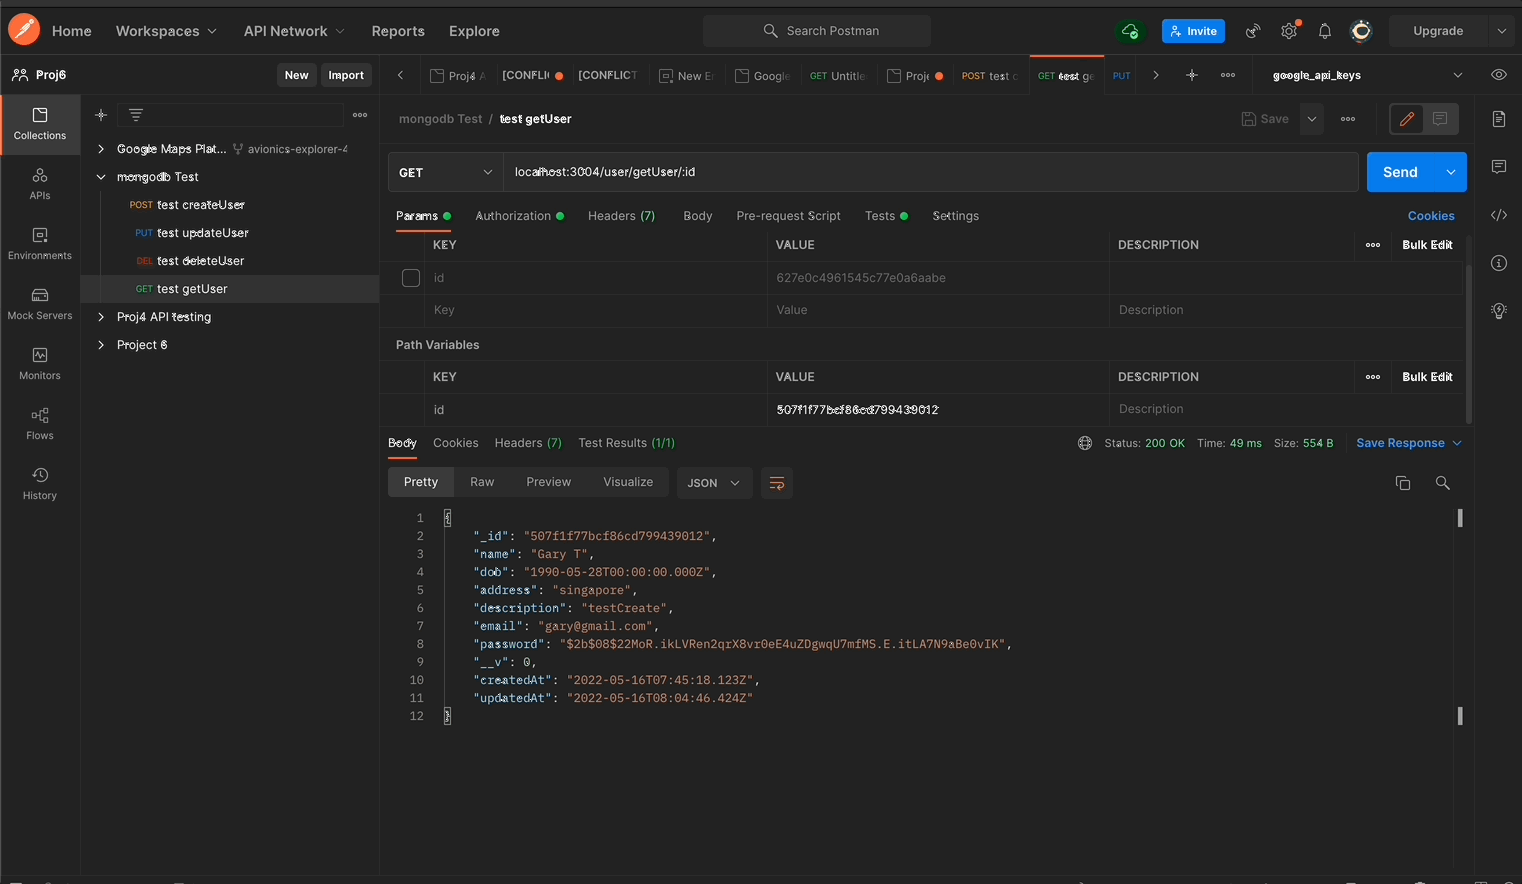 Home Workspaces API Network Reports Explore Search Postman Invite Upgrade
Proj6 New Import Proj4 A [CONFLI [CONFLICT New Er Google GET Untitle Proje POST test c GET test ge PUT google_api_keys
Collections
APIs
Environments
Mock Servers
Monitors
Flows
History
Google Maps Plat... avionics-explorer-4
mongodb Test
POST test createUser
PUT test updateUser
DEL test deleteUser
GET test getUser
Proj4 API testing
Project 6
mongodb Test / test getUser Save
GET localhost:3004/user/getUser/:id Send
Params Authorization Headers (7) Body Pre-request Script Tests Settings Cookies
KEY VALUE DESCRIPTION Bulk Edit
id 627e0c4961545c77e0a6aabe
Key Value Description
Path Variables
KEY VALUE DESCRIPTION Bulk Edit
id 507f1f77bcf86cd799439012 Description
Body Cookies Headers (7) Test Results (1/1) Status: 200 OK Time: 49 ms Size: 554 B Save Response
Pretty Raw Preview Visualize JSON
1 {
2 "_id": "507f1f77bcf86cd799439012",
3 "name": "Gary T",
4 "dob": "1990-05-28T00:00:00.000Z",
5 "address": "singapore",
6 "description": "testCreate",
7 "email": "gary@gmail.com",
8 "password": "$2b$08$22MoR.ikLVRen2qrX8vr0eE4uZDgwqU7mfMS.E.itLA7N9aBe0vIK",
9 "__v": 0,
10 "createdAt": "2022-05-16T07:45:18.123Z",
11 "updatedAt": "2022-05-16T08:04:46.424Z"
12 }